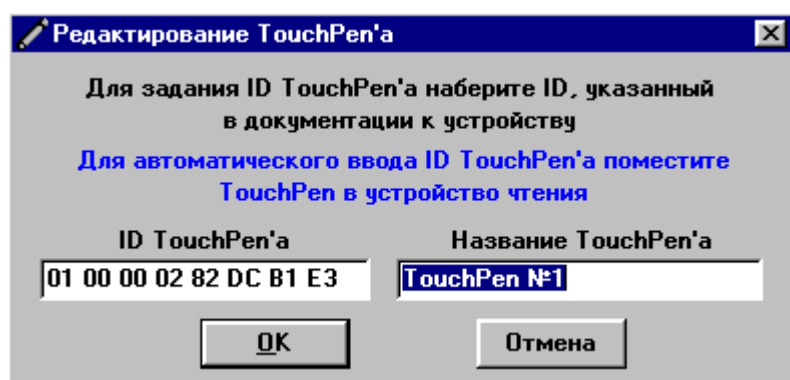 Редактирование TouchPen'а
Для задания ID TouchPen'а наберите ID, указанный
в документации к устройству
Для автоматического ввода ID TouchPen'а поместите
TouchPen в устройство чтения
ID TouchPen'а
Название TouchPen'а
01 00 00 02 82 DC B1 E3
TouchPen №1
OK
Отмена